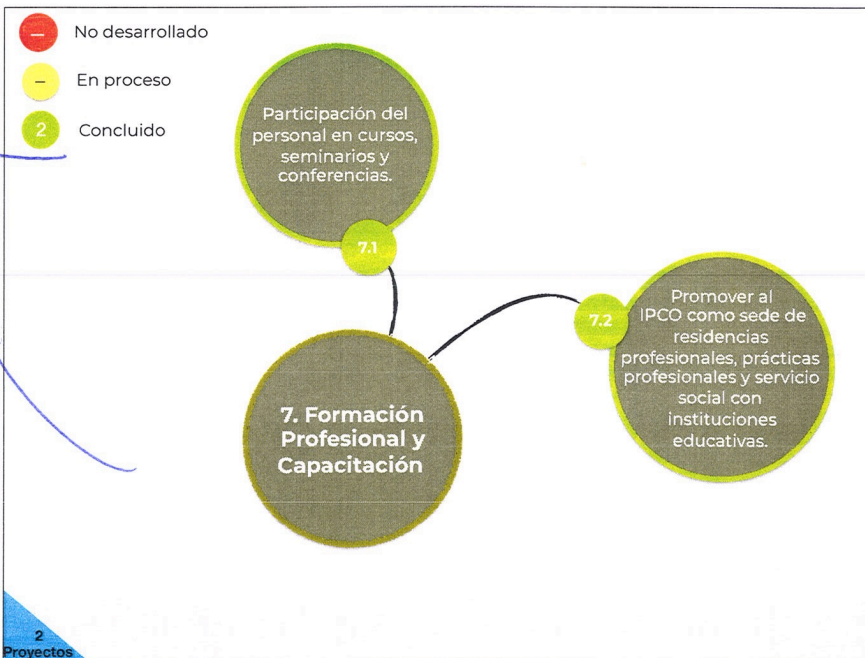 – No desarrollado
– En proceso
2 Concluido
Participación del
personal en cursos,
seminarios y
conferencias.
7.1
Promover al
IPCO como sede de
residencias
profesionales, prácticas
profesionales y servicio
social con
instituciones
educativas.
7.2
7. Formación
Profesional y
Capacitación
2
Proyectos